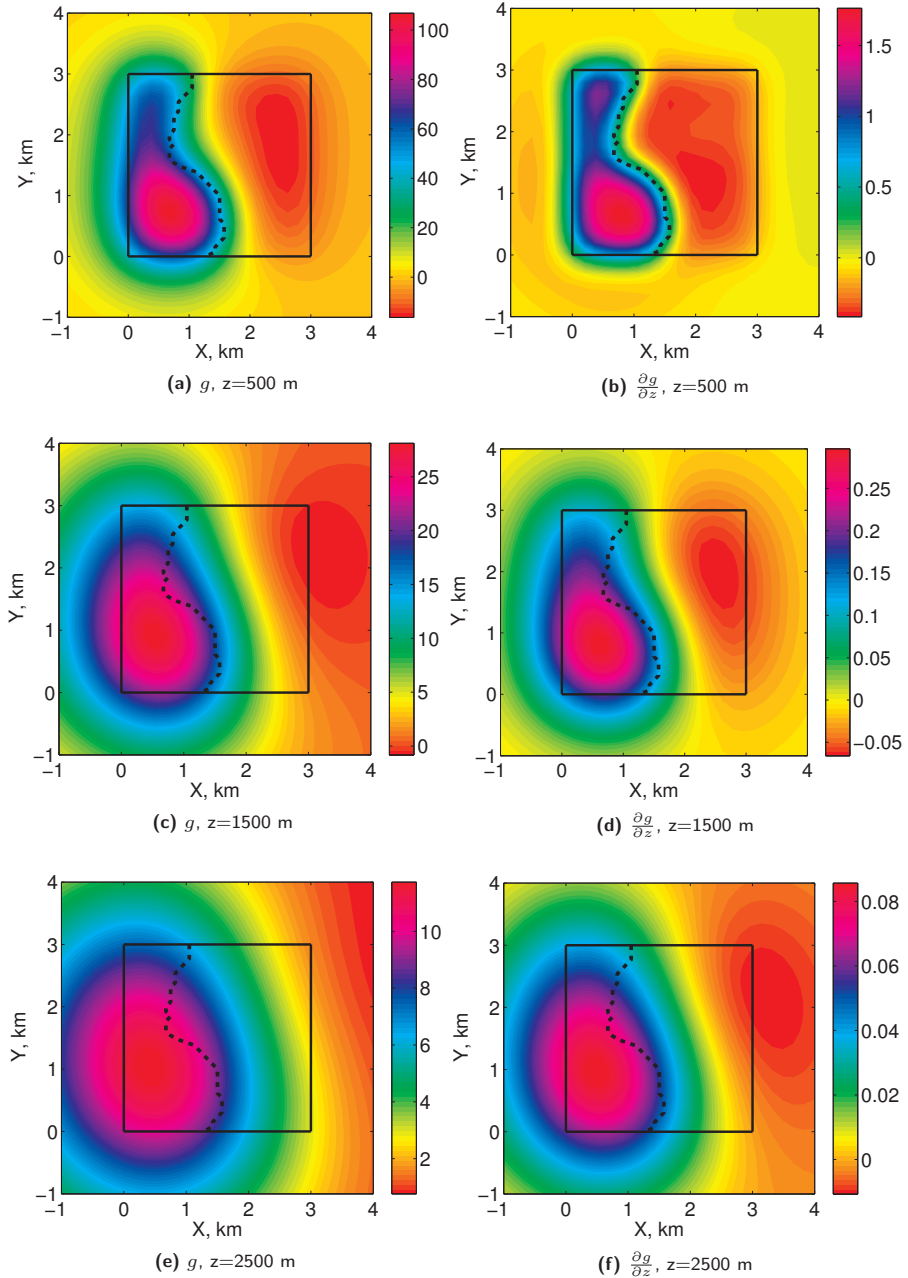 4
3
2
1
0
−1
−1 0 1 2 3 4
Y, km
X, km
100
80
60
40
20
0
(a) g, z=500 m
4
3
2
1
0
−1
−1 0 1 2 3 4
Y, km
X, km
1.5
1
0.5
0
(b) ∂g/∂z, z=500 m
4
3
2
1
0
−1
−1 0 1 2 3 4
Y, km
X, km
25
20
15
10
5
0
(c) g, z=1500 m
4
3
2
1
0
−1
−1 0 1 2 3 4
Y, km
X, km
0.25
0.2
0.15
0.1
0.05
0
−0.05
(d) ∂g/∂z, z=1500 m
4
3
2
1
0
−1
−1 0 1 2 3 4
Y, km
X, km
10
8
6
4
2
(e) g, z=2500 m
4
3
2
1
0
−1
−1 0 1 2 3 4
Y, km
X, km
0.08
0.06
0.04
0.02
0
(f) ∂g/∂z, z=2500 m